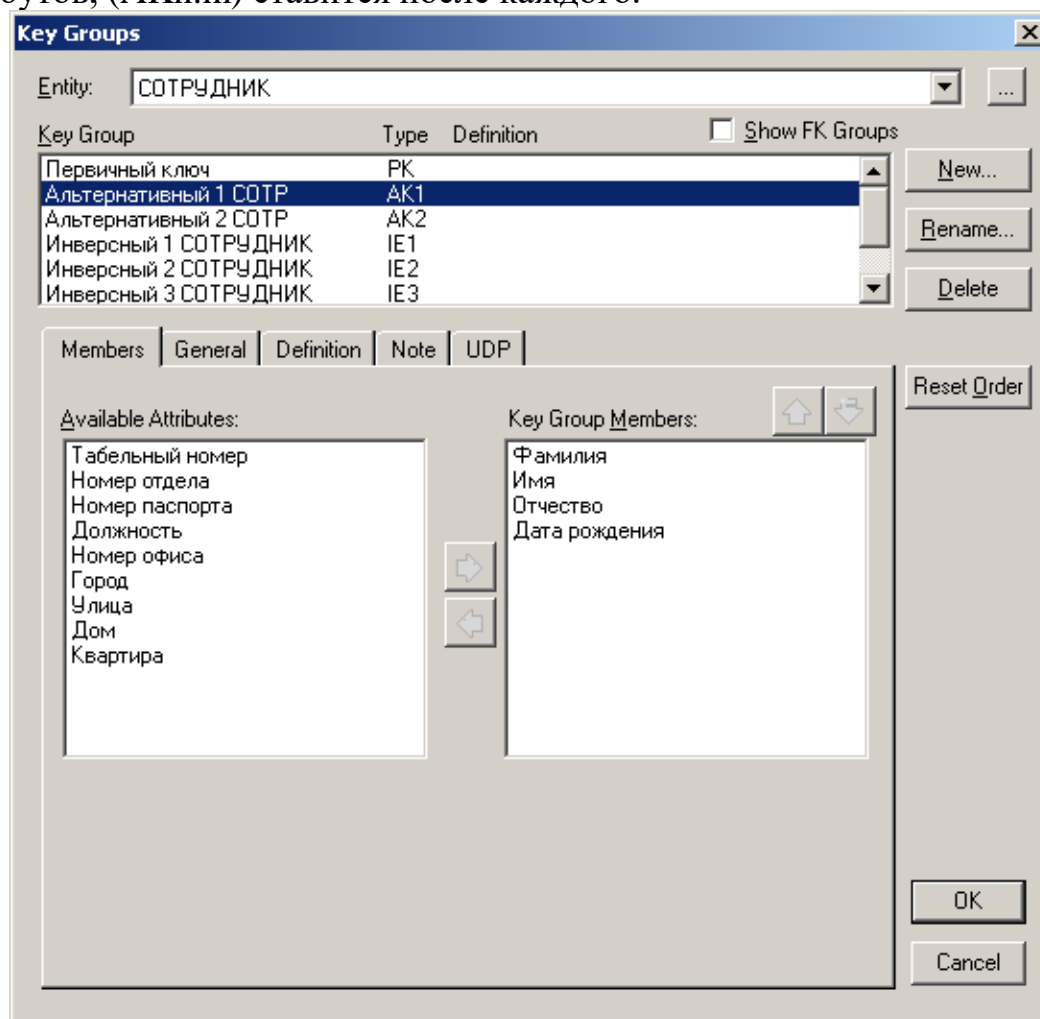 Key Groups
Entity: СОТРУДНИК ...
Key Group Type Definition Show FK Groups
Первичный ключ PK
Альтернативный 1 СОТР AK1
Альтернативный 2 СОТР AK2
Инверсный 1 СОТРУДНИК IE1
Инверсный 2 СОТРУДНИК IE2
Инверсный 3 СОТРУДНИК IE3
New...
Rename...
Delete
Members General Definition Note UDP
Reset Order
Available Attributes:
Табельный номер
Номер отдела
Номер паспорта
Должность
Номер офиса
Город
Улица
Дом
Квартира
Key Group Members:
Фамилия
Имя
Отчество
Дата рождения
OK
Cancel